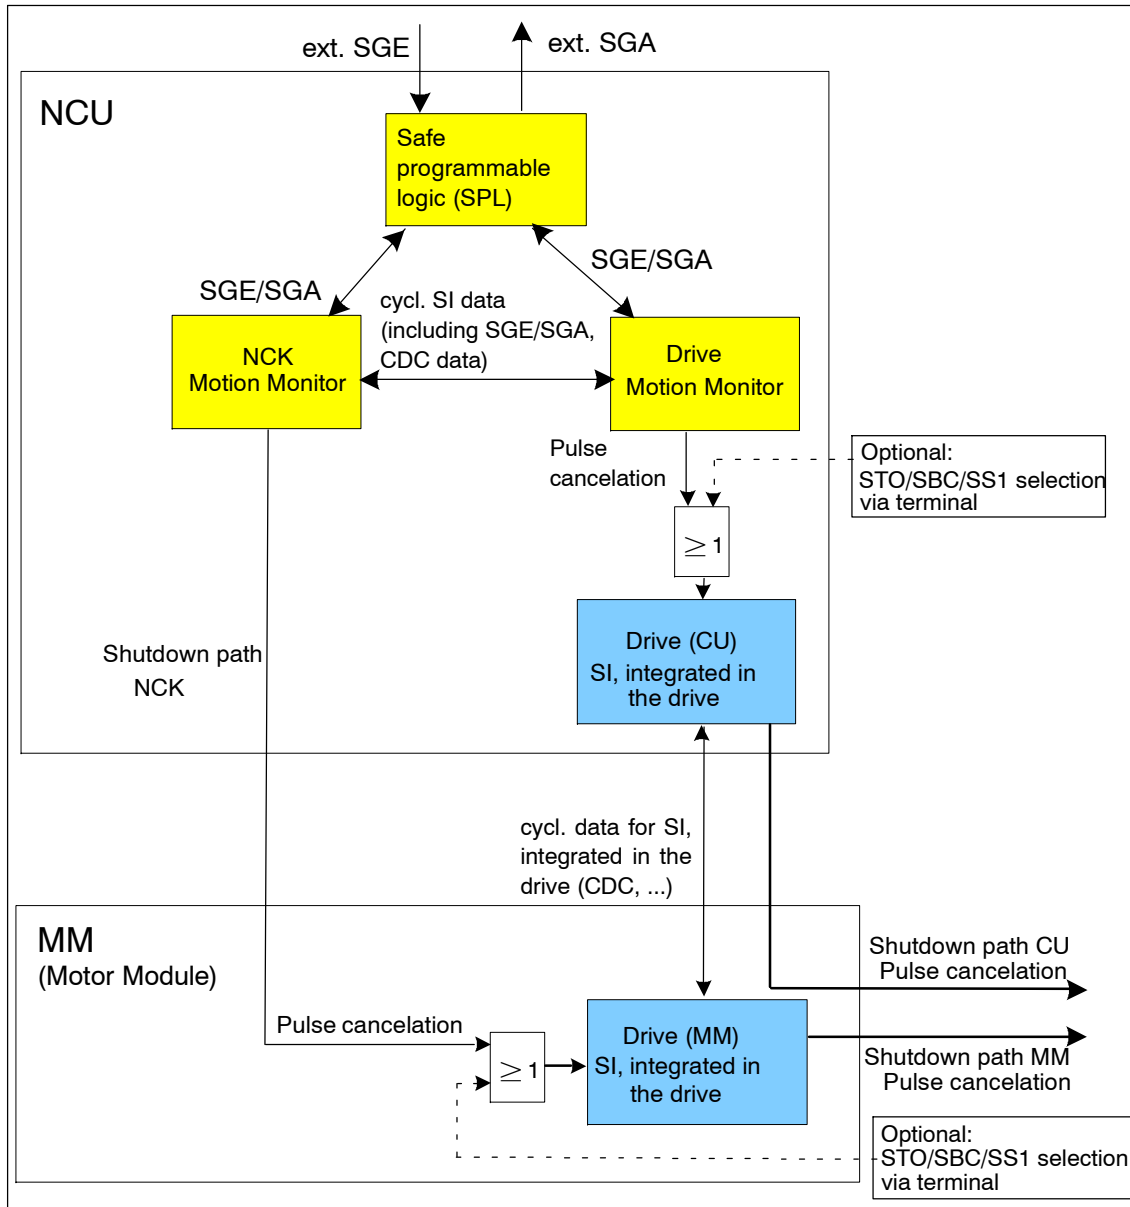 ext. SGE
ext. SGA
NCU
Safe
programmable
logic (SPL)
SGE/SGA
SGE/SGA
cycl. SI data
(including SGE/SGA,
CDC data)
NCK
Motion Monitor
Drive
Motion Monitor
Pulse
cancelation
Optional:
STO/SBC/SS1 selection
via terminal
≥ 1
Drive (CU)
SI, integrated in
the drive
Shutdown path
NCK
cycl. data for SI,
integrated in the
drive (CDC, ...)
MM
(Motor Module)
Shutdown path CU
Pulse cancelation
Pulse cancelation
≥ 1
Drive (MM)
SI, integrated in
the drive
Shutdown path MM
Pulse cancelation
Optional:
STO/SBC/SS1 selection
via terminal